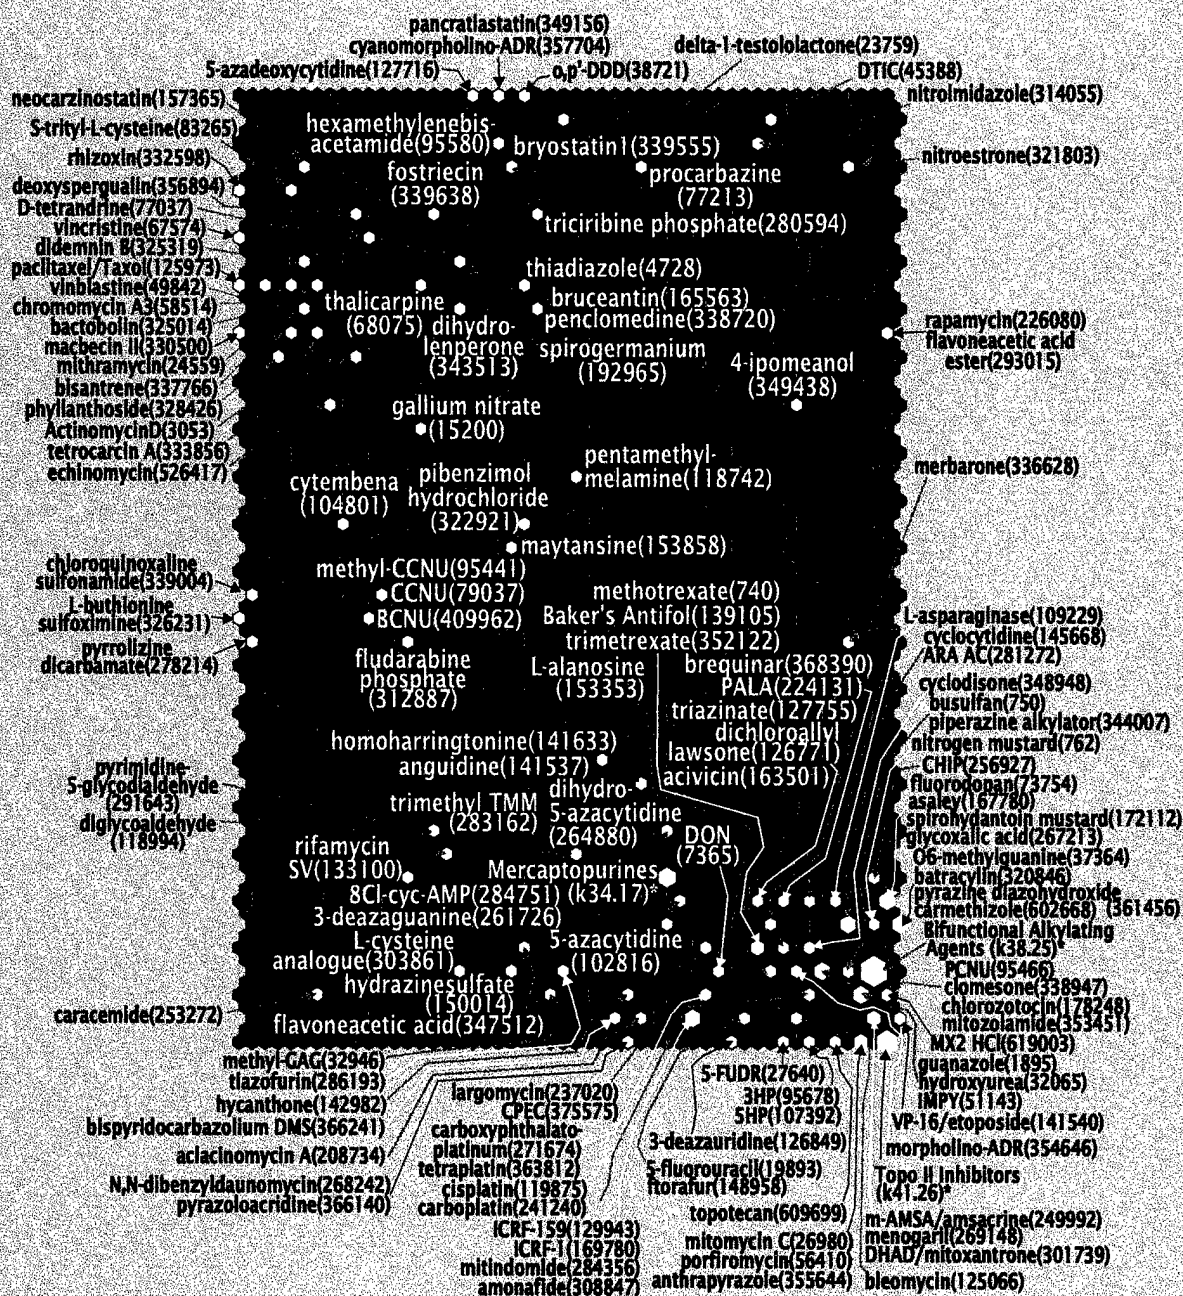 pancratiastatin(349156)
cyanomorpholino-ADR(357704)
5-azadeoxycytidine(127716)
o,p'-DDD(38721)
delta-1-testololactone(23759)
DTIC(45388)
nitroimidazole(314055)
nitroestrone(321803)
neocarzinostatin(157365)
S-trityl-L-cysteine(83265)
rhizoxin(332598)
deoxyspergualin(356894)
D-tetrandrine(77037)
vincristine(67574)
didemnin B(325319)
paclitaxel/Taxol(125973)
vinblastine(49842)
chromomycin A3(58514)
bactobolin(325014)
macbecin II(330500)
mithramycin(24559)
bisantrene(337766)
phyllanthoside(328426)
ActinomycinD(3053)
tetrocarcin A(333856)
echinomycin(526417)
chloroquinoxaline
sulfonamide(339004)
L-buthionine
sulfoximine(326231)
pyrrolizine
dicarbamate(278214)
pyrimidine-
5-glycodialdehyde
(291643)
diglycoaldehyde
(118994)
caracemide(253272)
hexamethylenebis-
acetamide(95580)
bryostatin1(339555)
fostriecin
(339638)
procarbazine
(77213)
triciribine phosphate(280594)
thiadiazole(4728)
bruceantin(165563)
penclomedine(338720)
thalicarpine
(68075)
dihydro-
lenperone
(343513)
spirogermanium
(192965)
4-ipomeanol
(349438)
gallium nitrate
(15200)
pentamethyl-
melamine(118742)
cytembena
(104801)
pibenzimol
hydrochloride
(322921)
maytansine(153858)
methyl-CCNU(95441)
CCNU(79037)
BCNU(409962)
methotrexate(740)
Baker's Antifol(139105)
trimetrexate(352122)
fludarabine
phosphate
(312887)
L-alanosine
(153353)
brequinar(368390)
PALA(224131)
triazinate(127755)
dichloroallyl
lawsone(126771)
acivicin(163501)
homoharringtonine(141633)
anguidine(141537)
dihydro-
5-azacytidine
(264880)
trimethyl TMM
(283162)
DON
(7365)
rifamycin
SV(133100)
Mercaptopurines
(k34.17)*
8Cl-cyc-AMP(284751)
3-deazaguanine(261726)
L-cysteine
analogue(303861)
5-azacytidine
(102816)
hydrazinesulfate
(150014)
flavoneacetic acid(347512)
rapamycin(226080)
flavoneacetic acid
ester(293015)
merbarone(336628)
L-asparaginase(109229)
cyclocytidine(145668)
ARA AC(281272)
cyclodisone(348948)
busulfan(750)
piperazine alkylator(344007)
nitrogen mustard(762)
CHIP(256927)
fluorodopan(73754)
asaley(167780)
spirohydantoin mustard(172112)
glycoxalic acid(267213)
O6-methylguanine(37364)
batracylin(320846)
pyrazine diazohydroxide
(361456)
carmethizole(602668)
Bifunctional Alkylating
Agents (k38.25)*
PCNU(95466)
clomesone(338947)
chlorozotocin(178248)
mitozolamide(353451)
MX2 HCl(619003)
guanazole(1895)
hydroxyurea(32065)
IMPY(51143)
VP-16/etoposide(141540)
morpholino-ADR(354646)
Topo II Inhibitors
(k41.26)*
m-AMSA/amsacrine(249992)
menogaril(269148)
DHAD/mitoxantrone(301739)
bleomycin(125066)
methyl-GAG(32946)
tiazofurin(286193)
hycanthone(142982)
bispyridocarbazolium DMS(366241)
aclacinomycin A(208734)
N,N-dibenzyldaunomycin(268242)
pyrazoloacridine(366140)
largomycin(237020)
CPEC(375575)
carboxyphthalato-
platinum(271674)
tetraplatin(363812)
cisplatin(119875)
carboplatin(241240)
ICRF-159(129943)
ICRF-1(169780)
mitindomide(284356)
amonafide(308847)
5-FUDR(27640)
3HP(95678)
5HP(107392)
3-deazauridine(126849)
5-fluorouracil(19893)
ftorafur(148958)
topotecan(609699)
mitomycin C(26980)
porfiromycin(56410)
anthrapyrazole(355644)